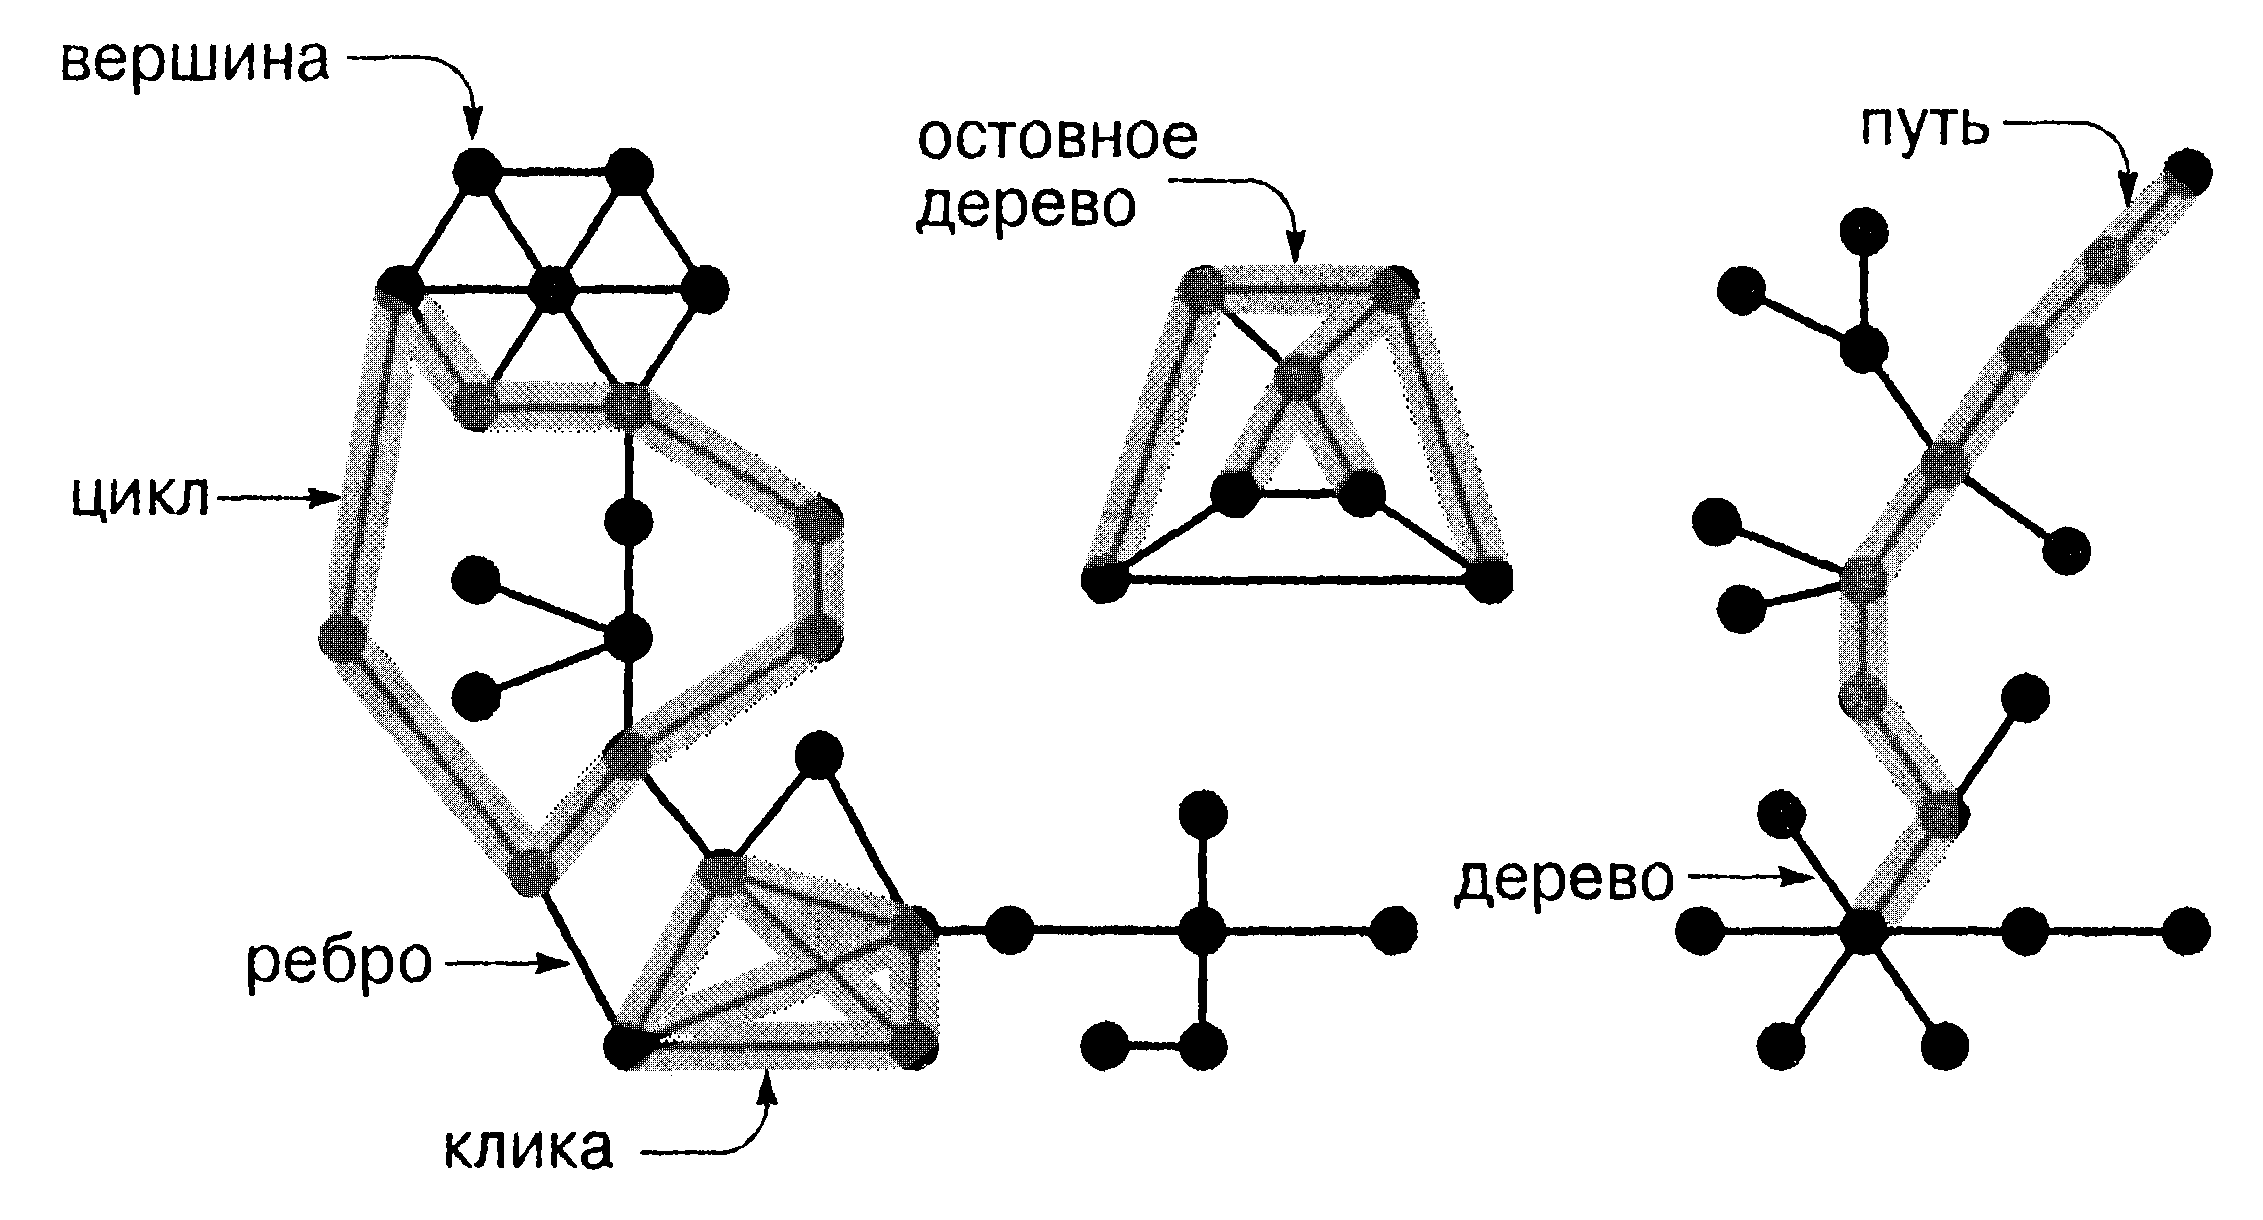 вершина
остовное
дерево
путь
цикл
дерево
ребро
клика